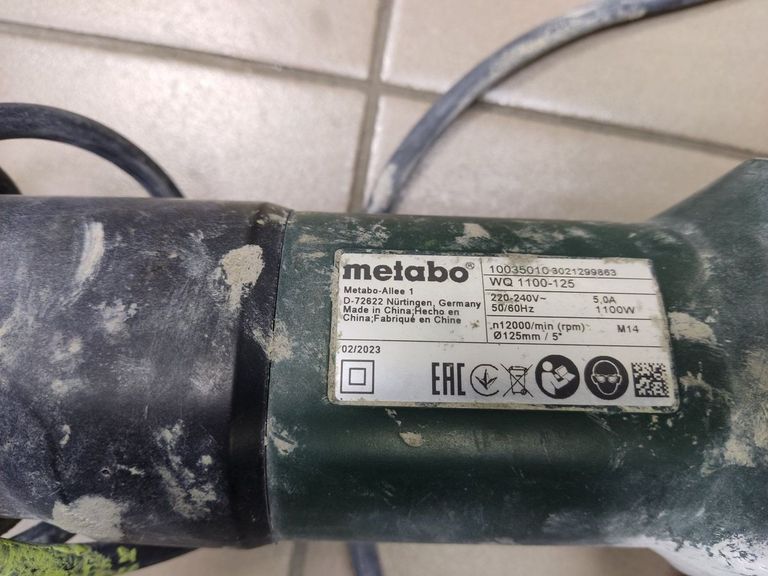 metabo®
Metabo-Allee 1
D-72622 Nürtingen, Germany
Made in China;Hecho en
China;Fabriqué en Chine
02/2023
10035010 3021299863
WQ 1100-125
220-240V~ 5,0A
50/60Hz 1100W
n12000/min (rpm) M14
Ø125mm / 5"
EAC